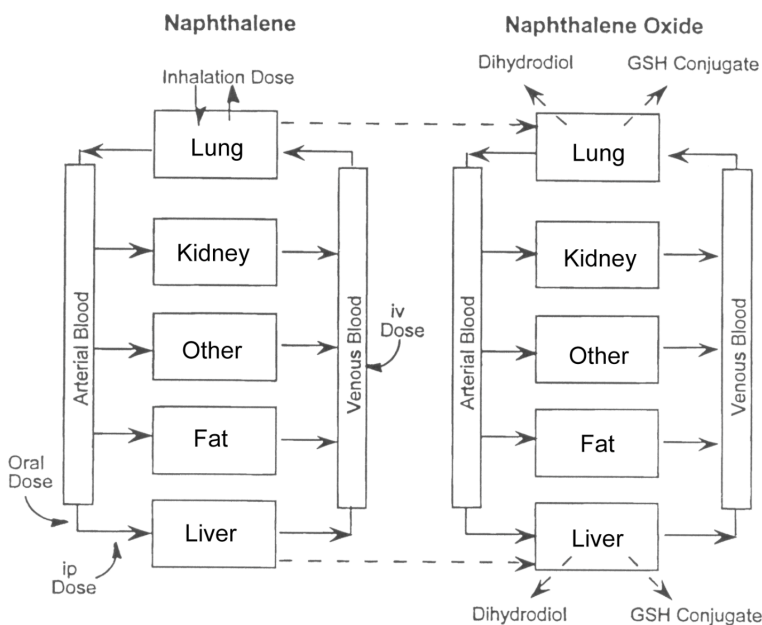 Naphthalene
Naphthalene Oxide
Inhalation Dose
Dihydrodiol
GSH Conjugate
Lung
Lung
Kidney
Kidney
Arterial Blood
Other
Venous Blood
iv
Dose
Arterial Blood
Other
Venous Blood
Fat
Fat
Oral
Dose
Liver
Liver
ip
Dose
Dihydrodiol
GSH Conjugate